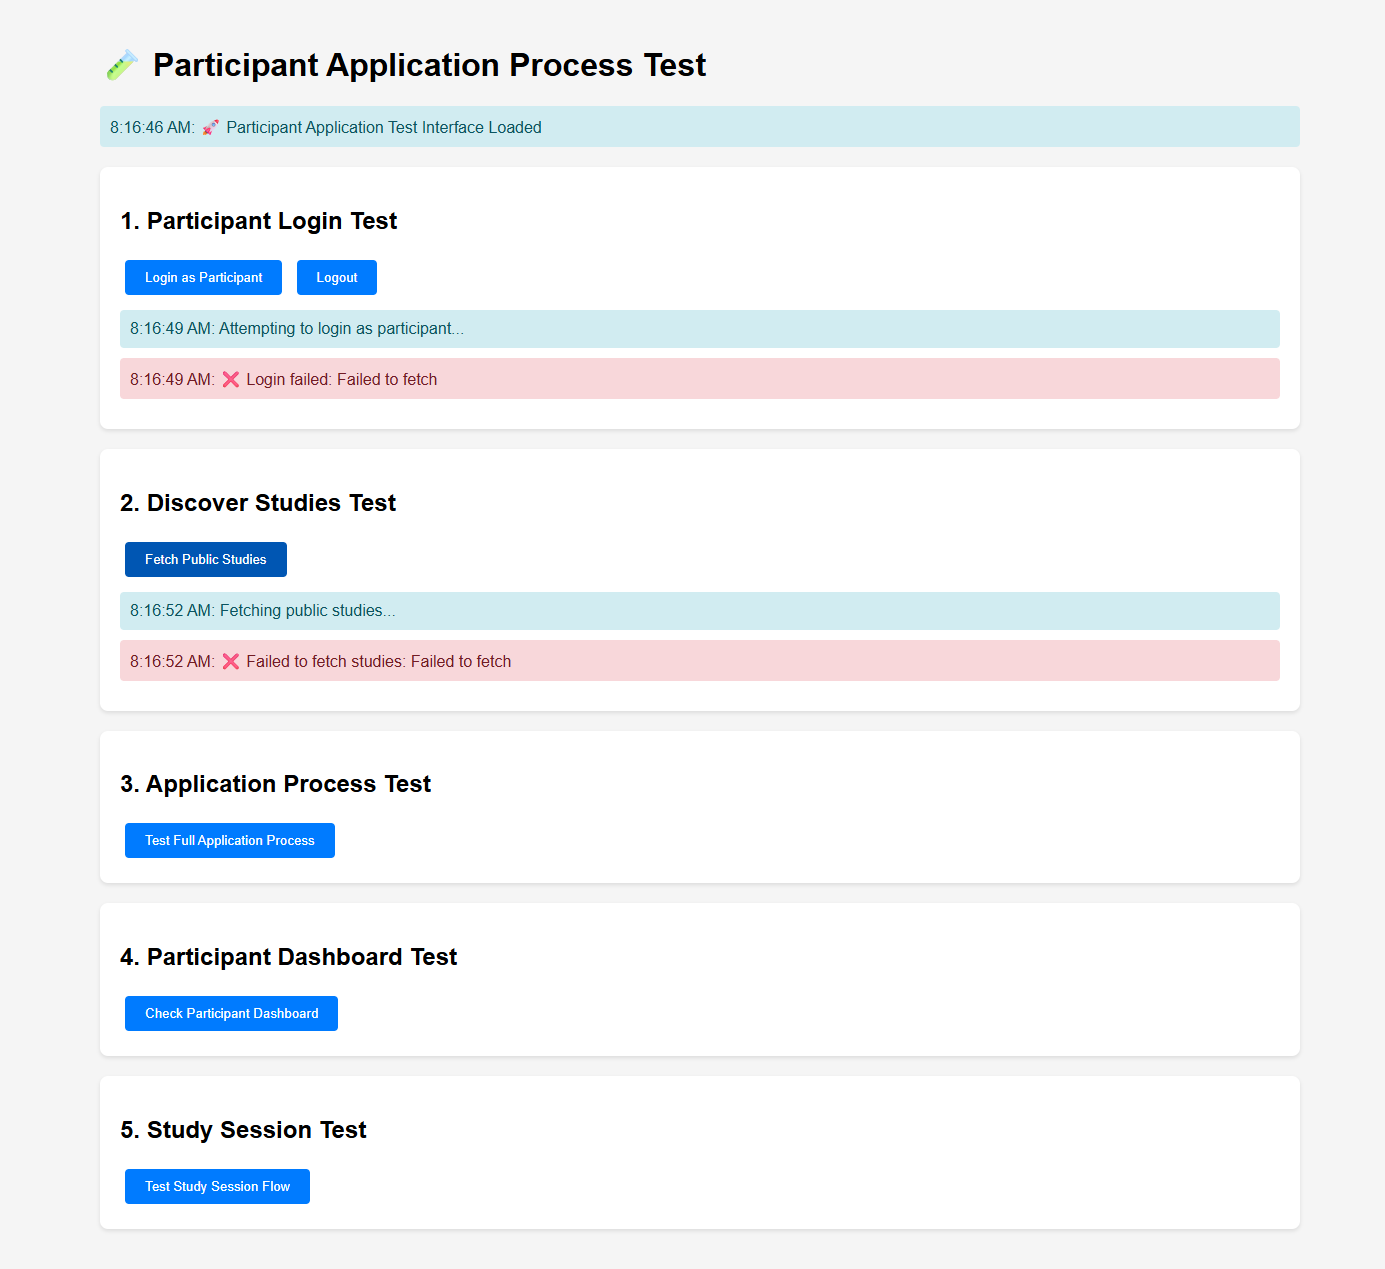 🧪 Participant Application Process Test
8:16:46 AM: 🚀 Participant Application Test Interface Loaded
1. Participant Login Test
Login as Participant
Logout
8:16:49 AM: Attempting to login as participant...
8:16:49 AM: ❌ Login failed: Failed to fetch
2. Discover Studies Test
Fetch Public Studies
8:16:52 AM: Fetching public studies...
8:16:52 AM: ❌ Failed to fetch studies: Failed to fetch
3. Application Process Test
Test Full Application Process
4. Participant Dashboard Test
Check Participant Dashboard
5. Study Session Test
Test Study Session Flow